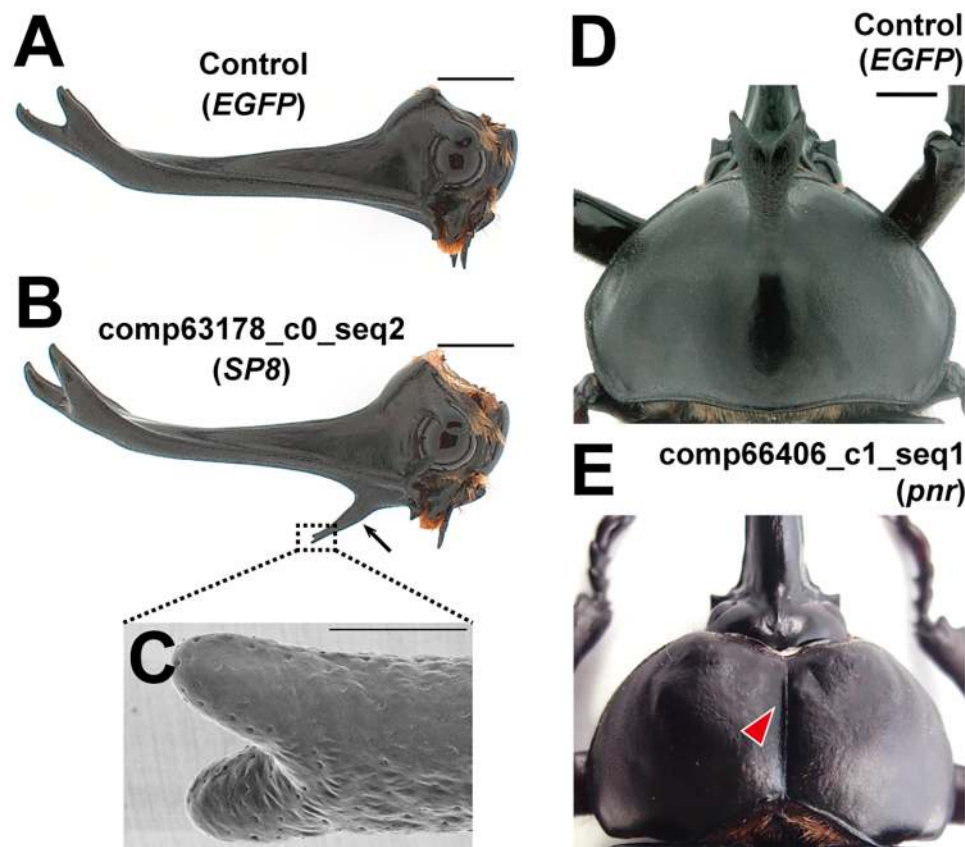 A
Control
(EGFP)
B
comp63178_c0_seq2
(SP8)
C
D
Control
(EGFP)
E
comp66406_c1_seq1
(pnr)